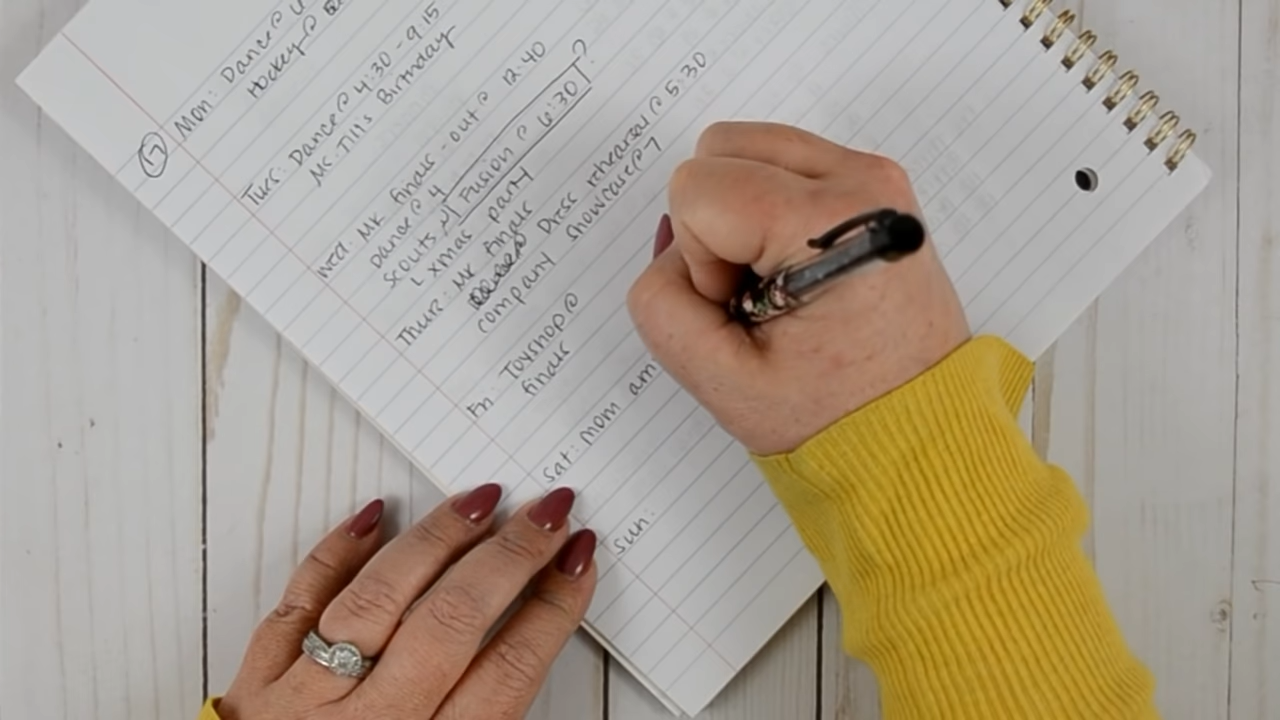 17 Mon: Dance @
Hockey @
Tues: Dance @ 4:30 - 9:15
Mr. Till's Birthday
Wed: MK finals - out @ 12:40
Dance @ 4
Scouts Fusion @ 6:30 ?
L xmas party
Thur: MK finals
Dress rehearsal @ 5:30
company showcase @ 7
Fri: Toyshop @
finals
Sat: mom am
Sun: